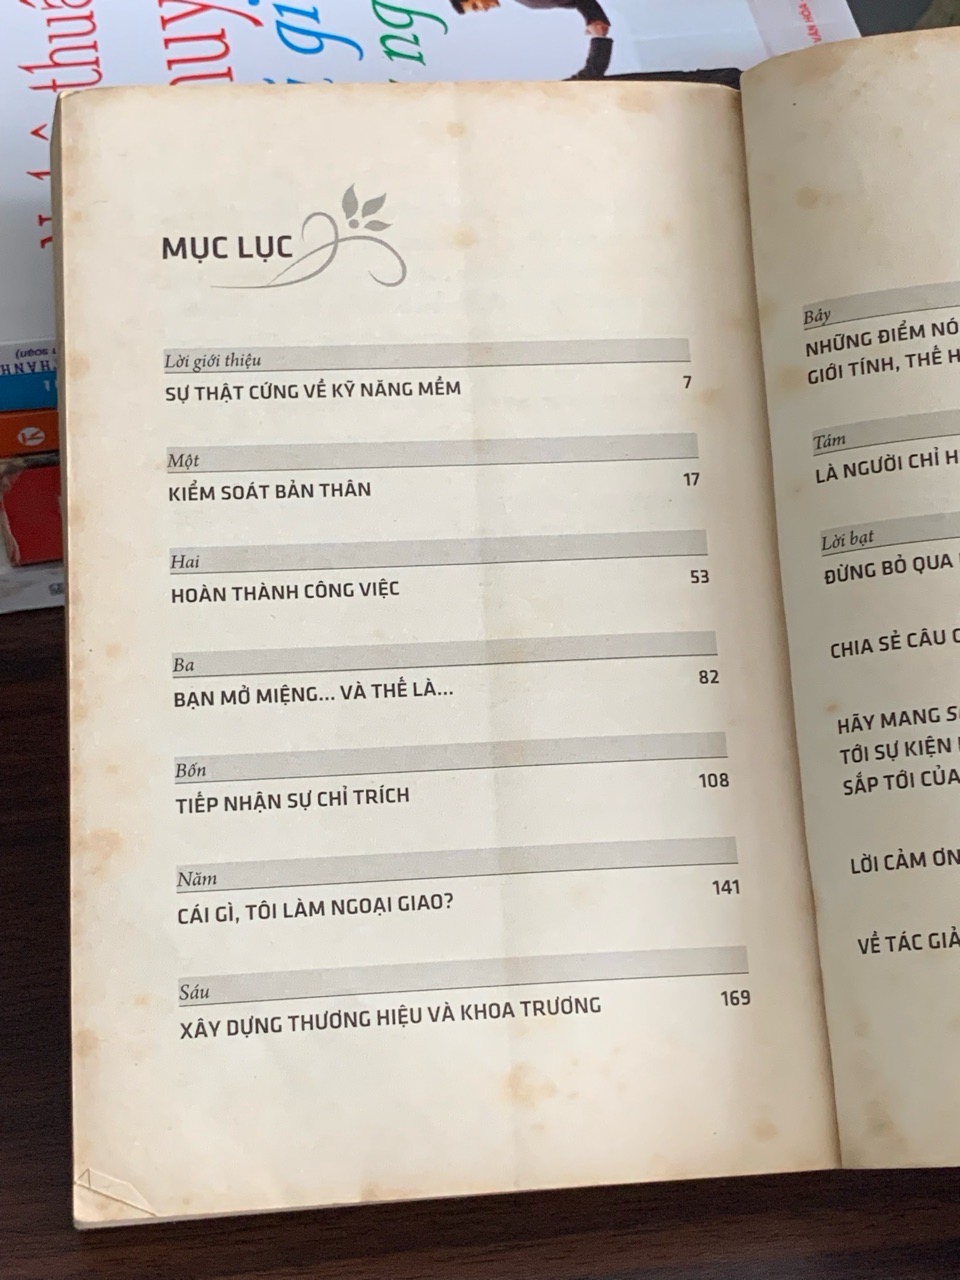 MỤC LỤC
Lời giới thiệu
SỰ THẬT CỨNG VỀ KỸ NĂNG MỀM 7
Một
KIỂM SOÁT BẢN THÂN 17
Hai
HOÀN THÀNH CÔNG VIỆC 53
Ba
BẠN MỞ MIỆNG... VÀ THẾ LÀ... 82
Bốn
TIẾP NHẬN SỰ CHỈ TRÍCH 108
Năm
CÁI GÌ, TÔI LÀM NGOẠI GIAO? 141
Sáu
XÂY DỰNG THƯƠNG HIỆU VÀ KHOA TRƯƠNG 169
Bảy
NHỮNG ĐIỂM NÓ
GIỚI TÍNH, THẾ H
Tám
LÀ NGƯỜI CHỈ H
Lời bạt
ĐỪNG BỎ QUA
CHIA SẺ CÂU C
HÃY MANG S
TỚI SỰ KIỆN
SẮP TỚI CỦA
LỜI CẢM ƠN
VỀ TÁC GIẢ